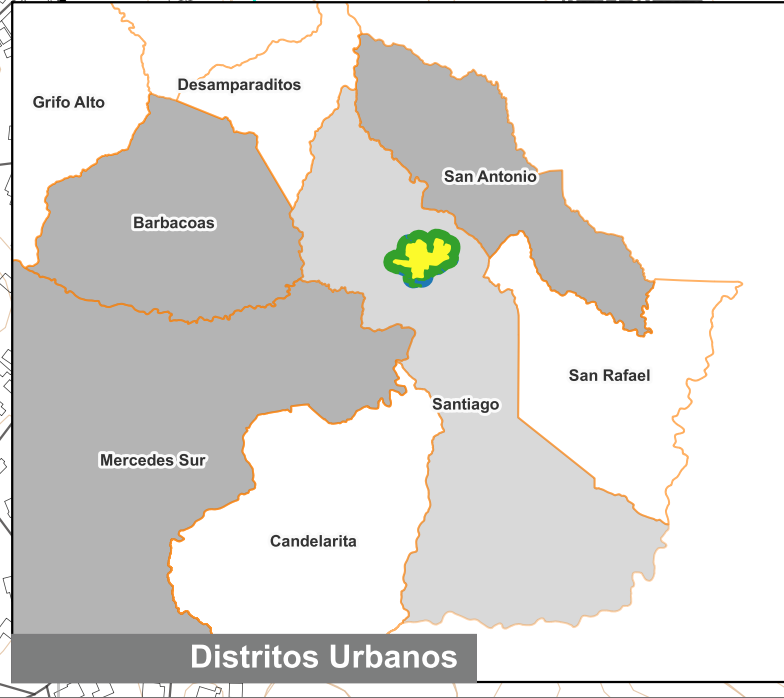 Desamparaditos
Grifo Alto
San Antonio
Barbacoas
San Rafael
Santiago
Mercedes Sur
Candelarita
Distritos Urbanos